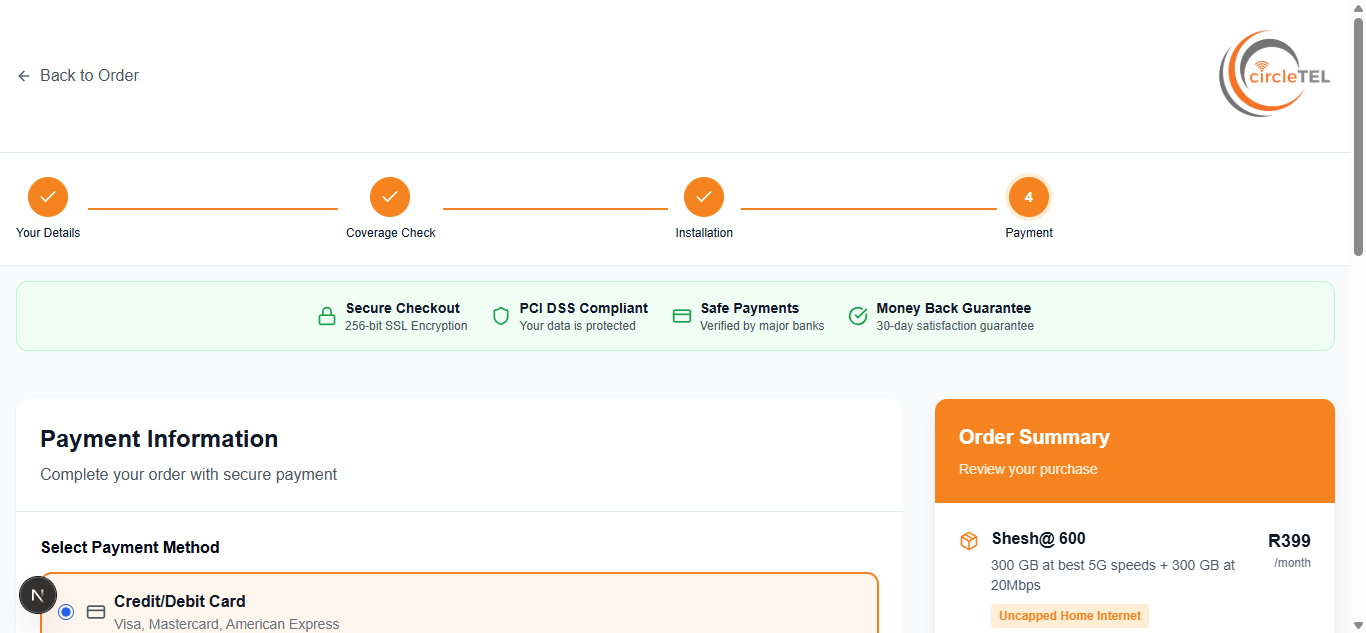 Back to Order
circleTEL
4
Your Details
Coverage Check
Installation
Payment
Secure Checkout
256-bit SSL Encryption
PCI DSS Compliant
Your data is protected
Safe Payments
Verified by major banks
Money Back Guarantee
30-day satisfaction guarantee
Payment Information
Complete your order with secure payment
Select Payment Method
N
Credit/Debit Card
Visa, Mastercard, American Express
Order Summary
Review your purchase
Shesh@ 600
R399
/month
300 GB at best 5G speeds + 300 GB at
20Mbps
Uncapped Home Internet